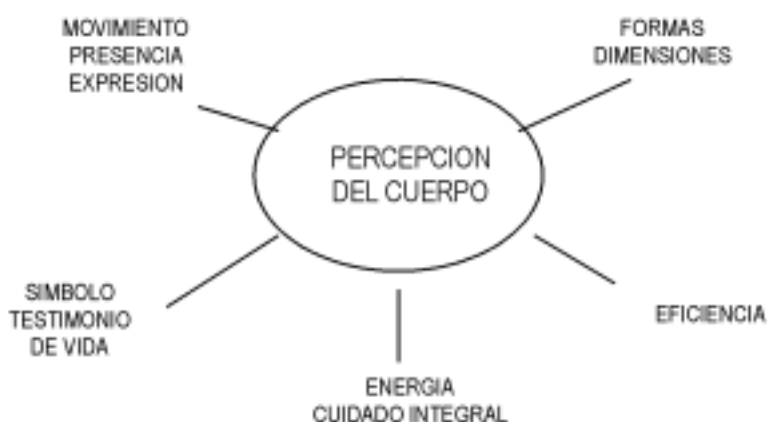 MOVIMIENTO
PRESENCIA
EXPRESION
FORMAS
DIMENSIONES
PERCEPCION
DEL CUERPO
SIMBOLO
TESTIMONIO
DE VIDA
EFICIENCIA
ENERGIA
CUIDADO INTEGRAL